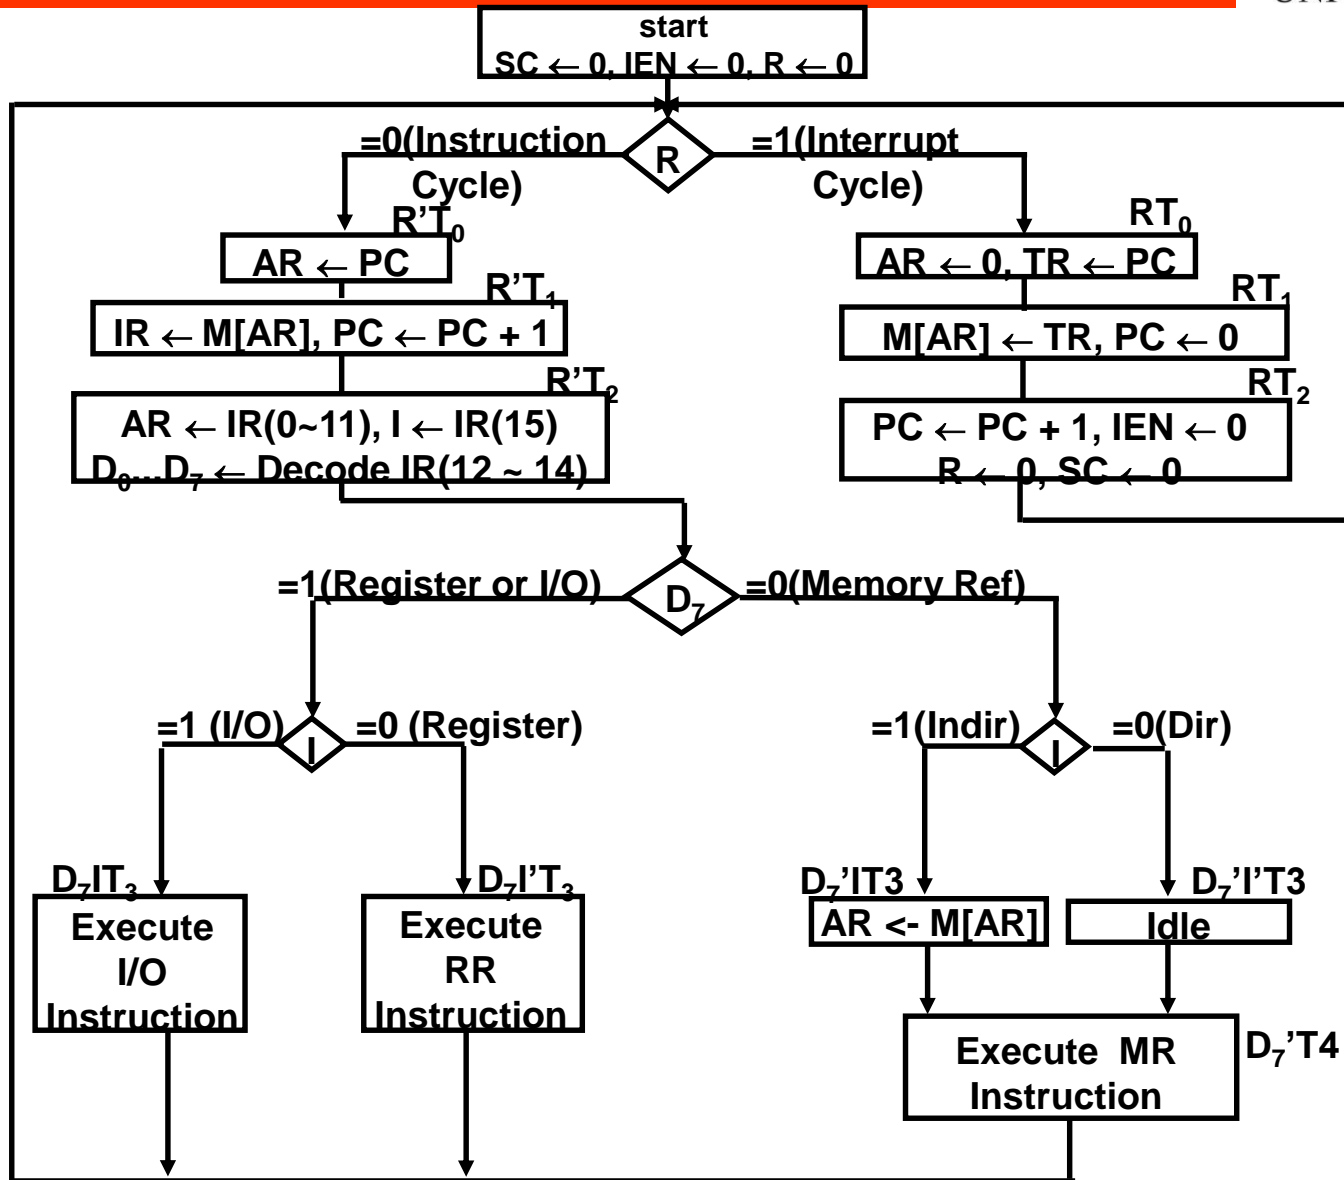 start
SC ← 0, IEN ← 0, R ← 0
=0(Instruction
Cycle)
R
=1(Interrupt
Cycle)
R’T₀
AR ← PC
R’T₁
IR ← M[AR], PC ← PC + 1
R’T₂
AR ← IR(0~11), I ← IR(15)
D₀...D₇ ← Decode IR(12 ~ 14)
RT₀
AR ← 0, TR ← PC
RT₁
M[AR] ← TR, PC ← 0
RT₂
PC ← PC + 1, IEN ← 0
R ← 0, SC ← 0
=1(Register or I/O)
D₇
=0(Memory Ref)
=1 (I/O)
I
=0 (Register)
=1(Indir)
I
=0(Dir)
D₇IT₃
Execute
I/O
Instruction
D₇I’T₃
Execute
RR
Instruction
D₇’IT3
AR <- M[AR]
D₇’I’T3
Idle
Execute MR
Instruction
D₇’T4